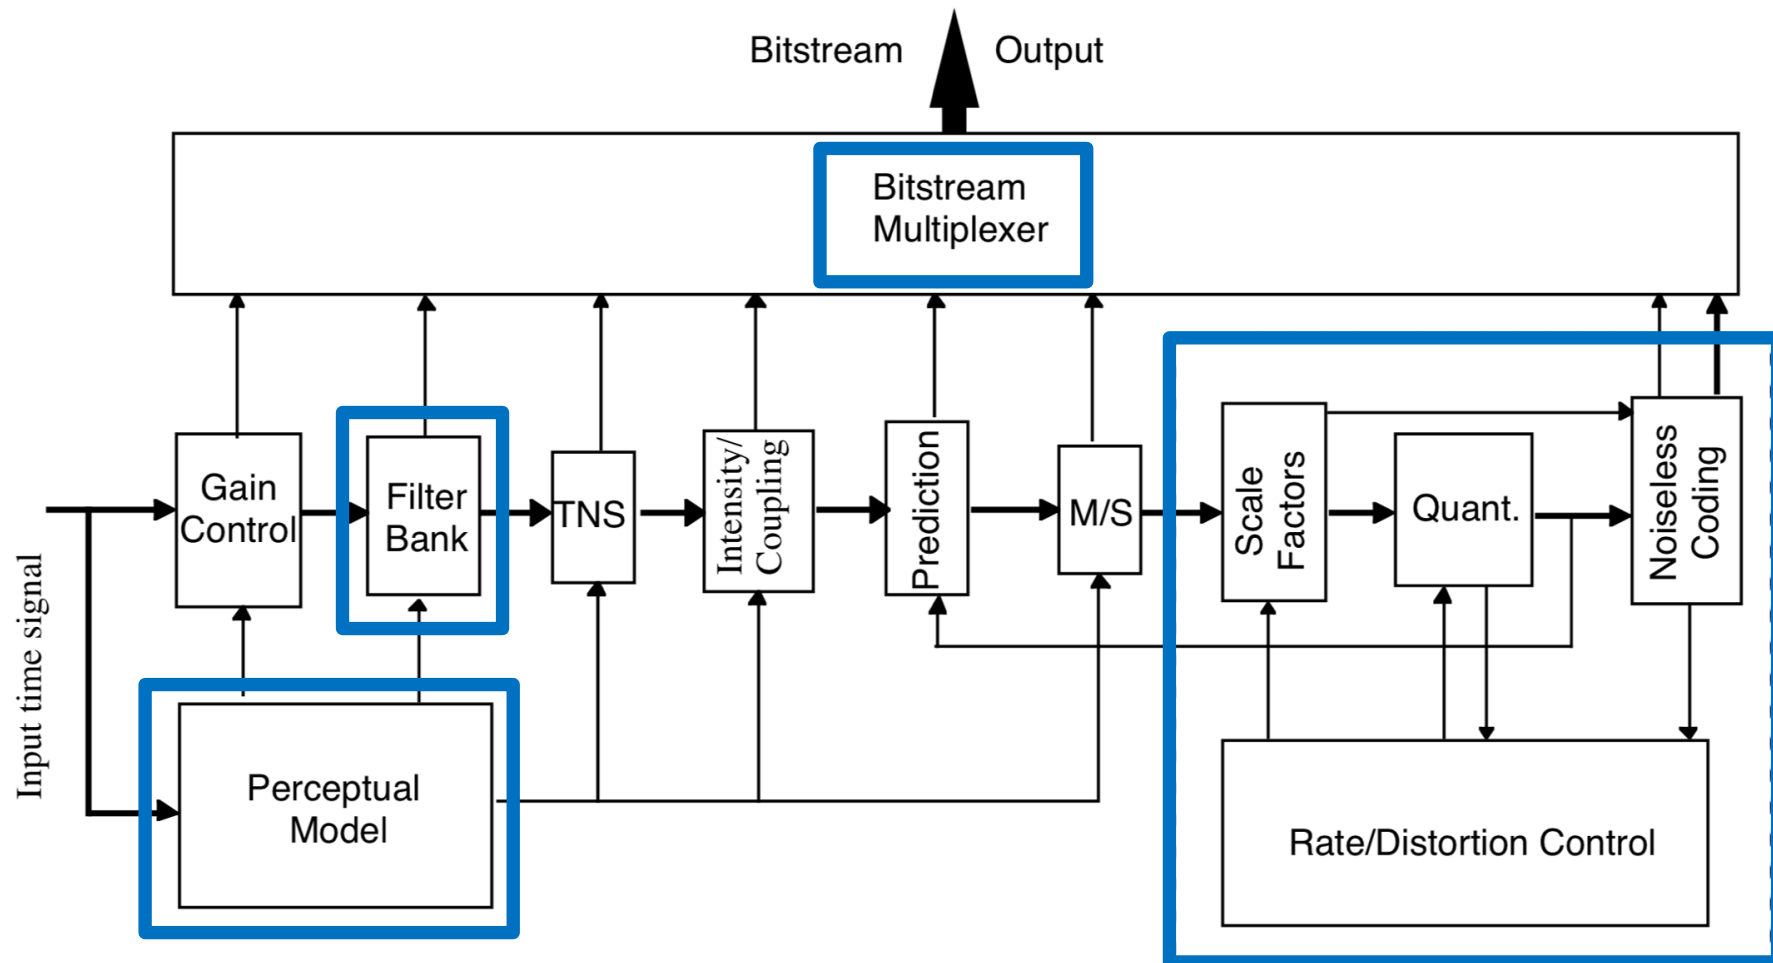 Bitstream Output
Bitstream
Multiplexer
Gain
Control
Filter
Bank
TNS
Intensity/
Coupling
Prediction
M/S
Scale
Factors
Quant.
Noiseless
Coding
Input time signal
Perceptual
Model
Rate/Distortion Control